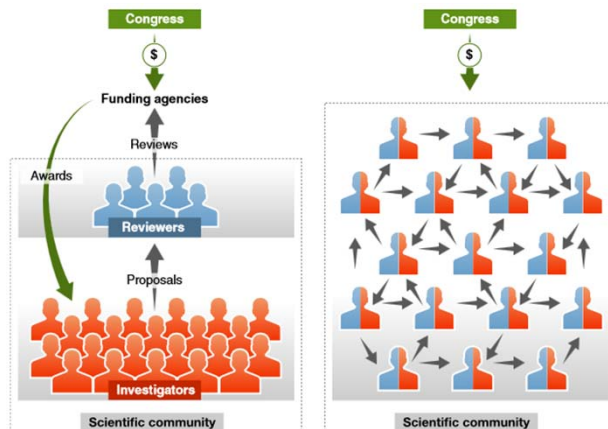 Congress
$
Funding agencies
Reviews
Awards
Reviewers
Proposals
Investigators
Scientific community
Congress
$
Scientific community